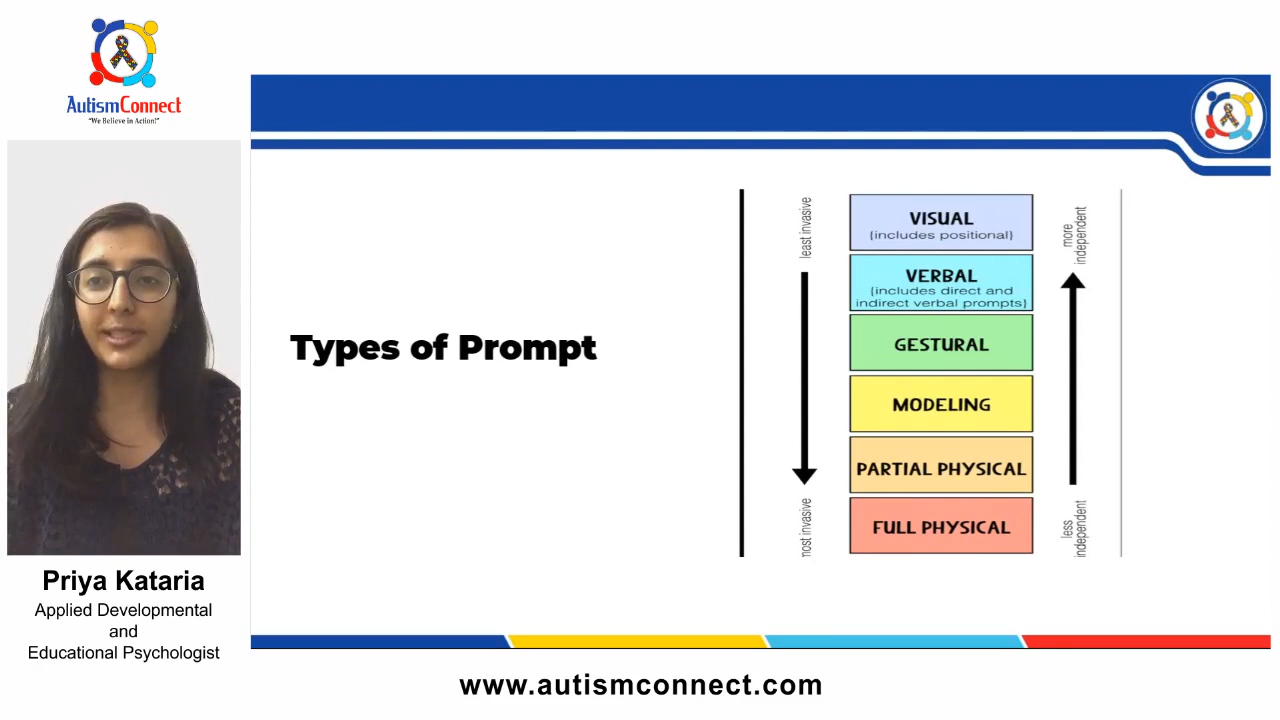 AutismConnect
"We Believe in Action!"
Priya Kataria
Applied Developmental
and
Educational Psychologist
Types of Prompt
least invasive
most invasive
VISUAL
{includes positional}
VERBAL
{includes direct and
indirect verbal prompts}
GESTURAL
MODELING
PARTIAL PHYSICAL
FULL PHYSICAL
more
independent
less
independent
www.autismconnect.com